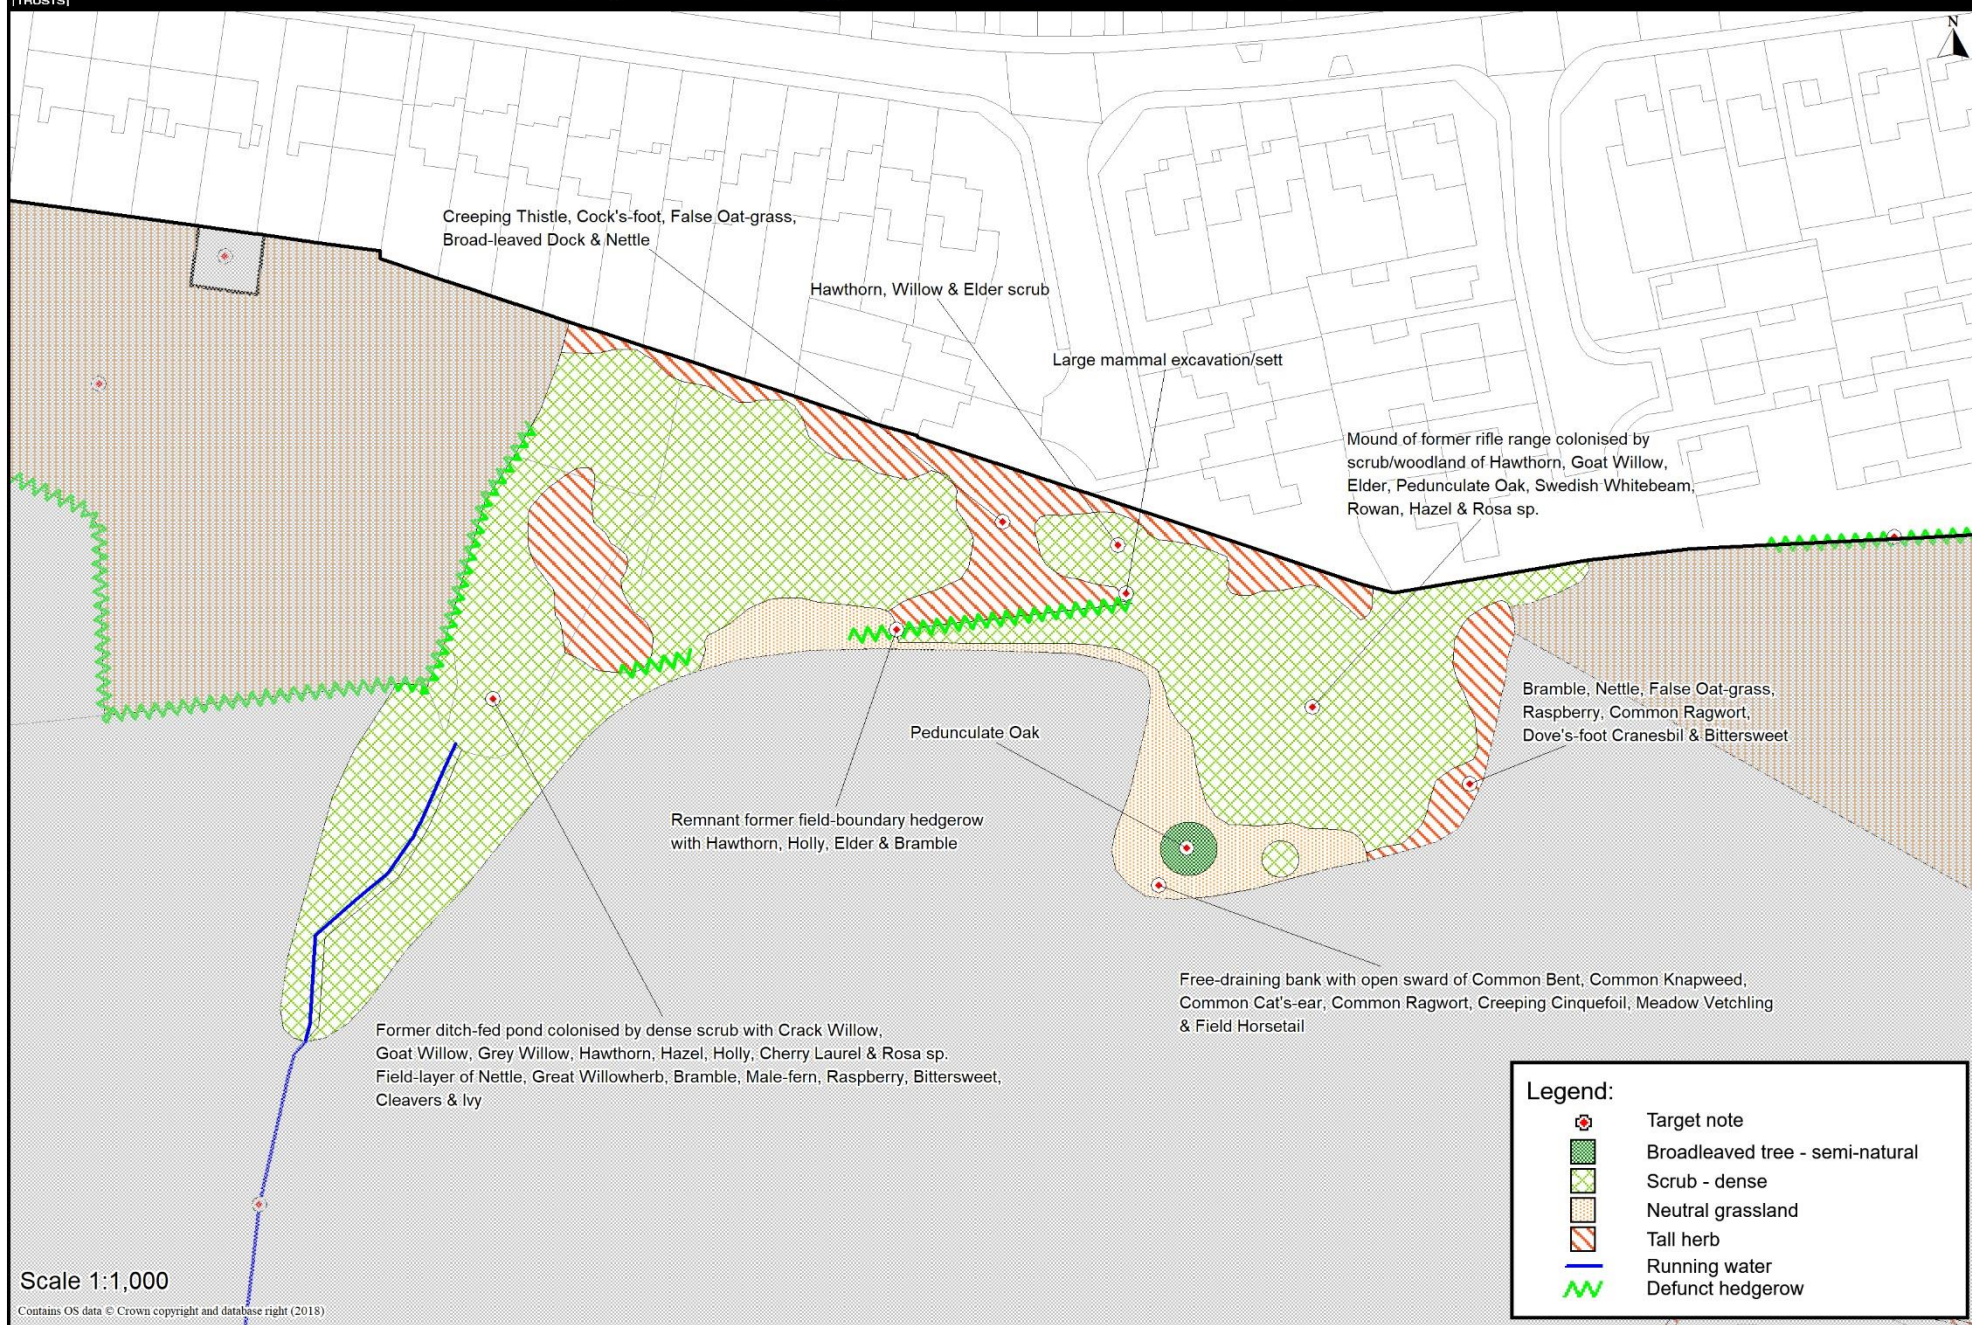 TRUSTS
N
Creeping Thistle, Cock's-foot, False Oat-grass,
Broad-leaved Dock & Nettle
Hawthorn, Willow & Elder scrub
Large mammal excavation/sett
Mound of former rifle range colonised by
scrub/woodland of Hawthorn, Goat Willow,
Elder, Pedunculate Oak, Swedish Whitebeam,
Rowan, Hazel & Rosa sp.
Bramble, Nettle, False Oat-grass,
Raspberry, Common Ragwort,
Dove's-foot Cranesbil & Bittersweet
Pedunculate Oak
Remnant former field-boundary hedgerow
with Hawthorn, Holly, Elder & Bramble
Free-draining bank with open sward of Common Bent, Common Knapweed,
Common Cat's-ear, Common Ragwort, Creeping Cinquefoil, Meadow Vetchling
& Field Horsetail
Former ditch-fed pond colonised by dense scrub with Crack Willow,
Goat Willow, Grey Willow, Hawthorn, Hazel, Holly, Cherry Laurel & Rosa sp.
Field-layer of Nettle, Great Willowherb, Bramble, Male-fern, Raspberry, Bittersweet,
Cleavers & Ivy
Legend:
Target note
Broadleaved tree - semi-natural
Scrub - dense
Neutral grassland
Tall herb
Running water
Defunct hedgerow
Scale 1:1,000
Contains OS data © Crown copyright and database right (2018)